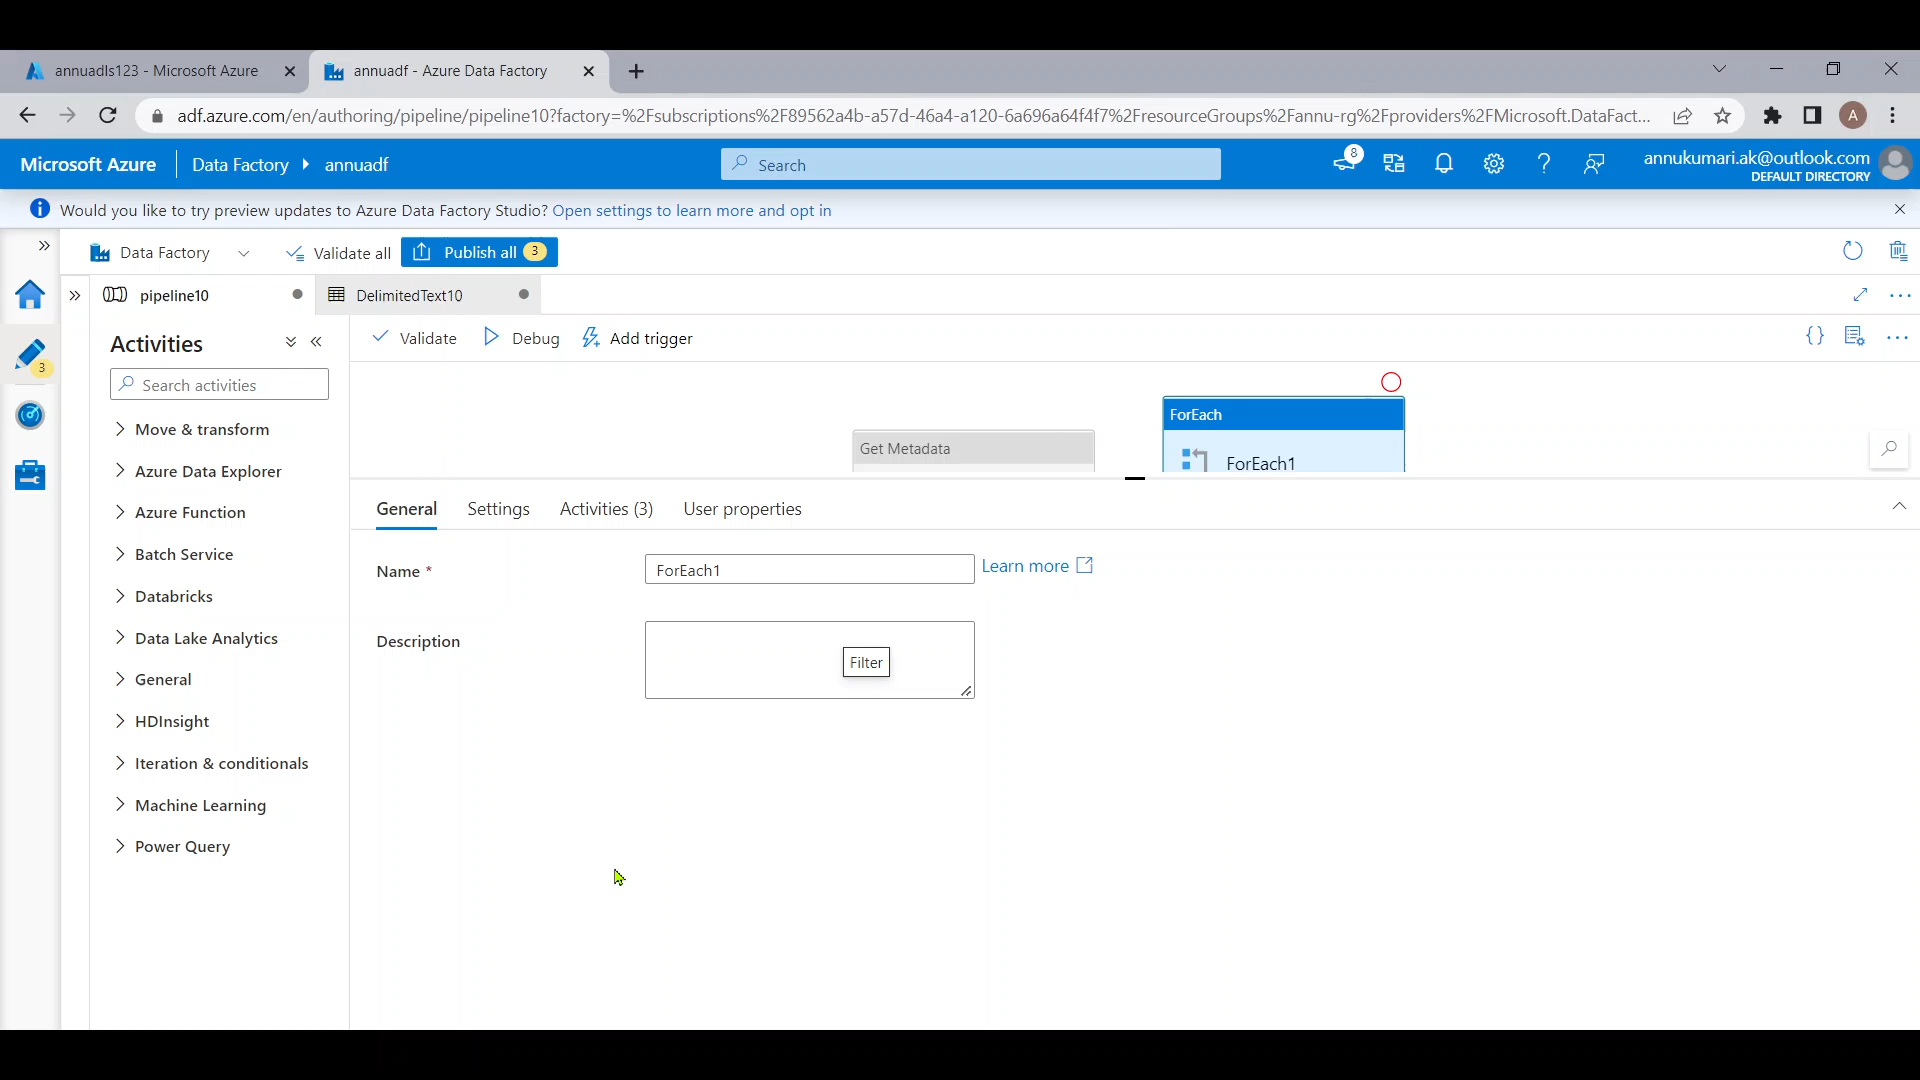 annuadls123 - Microsoft Azure
annuadf - Azure Data Factory
adf.azure.com/en/authoring/pipeline/pipeline10?factory=%2Fsubscriptions%2F89562a4b-a57d-46a4-a120-6a696a64f4f7%2FresourceGroups%2Fannu-rg%2Fproviders%2FMicrosoft.DataFact...
A
Microsoft Azure
Data Factory
annuadf
Search
8
annukumari.ak@outlook.com
DEFAULT DIRECTORY
Would you like to try preview updates to Azure Data Factory Studio? Open settings to learn more and opt in
Data Factory
Validate all
Publish all 3
pipeline10
DelimitedText10
3
Activities
Search activities
Move & transform
Azure Data Explorer
Azure Function
Batch Service
Databricks
Data Lake Analytics
General
HDInsight
Iteration & conditionals
Machine Learning
Power Query
Validate
Debug
Add trigger
Get Metadata
ForEach
ForEach1
General
Settings
Activities (3)
User properties
Name *
ForEach1
Learn more
Description
Filter